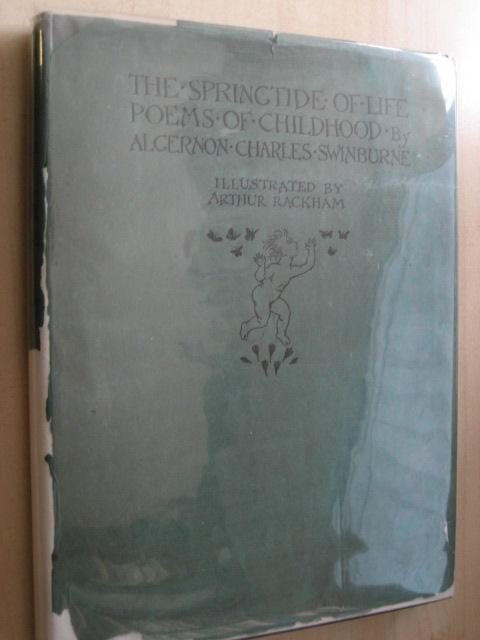 THE·SPRINGTIDE·OF·LIFE
POEMS·OF·CHILDHOOD·By
ALGERNON·CHARLES·SWINBURNE
ILLUSTRATED BY
ARTHUR RACKHAM